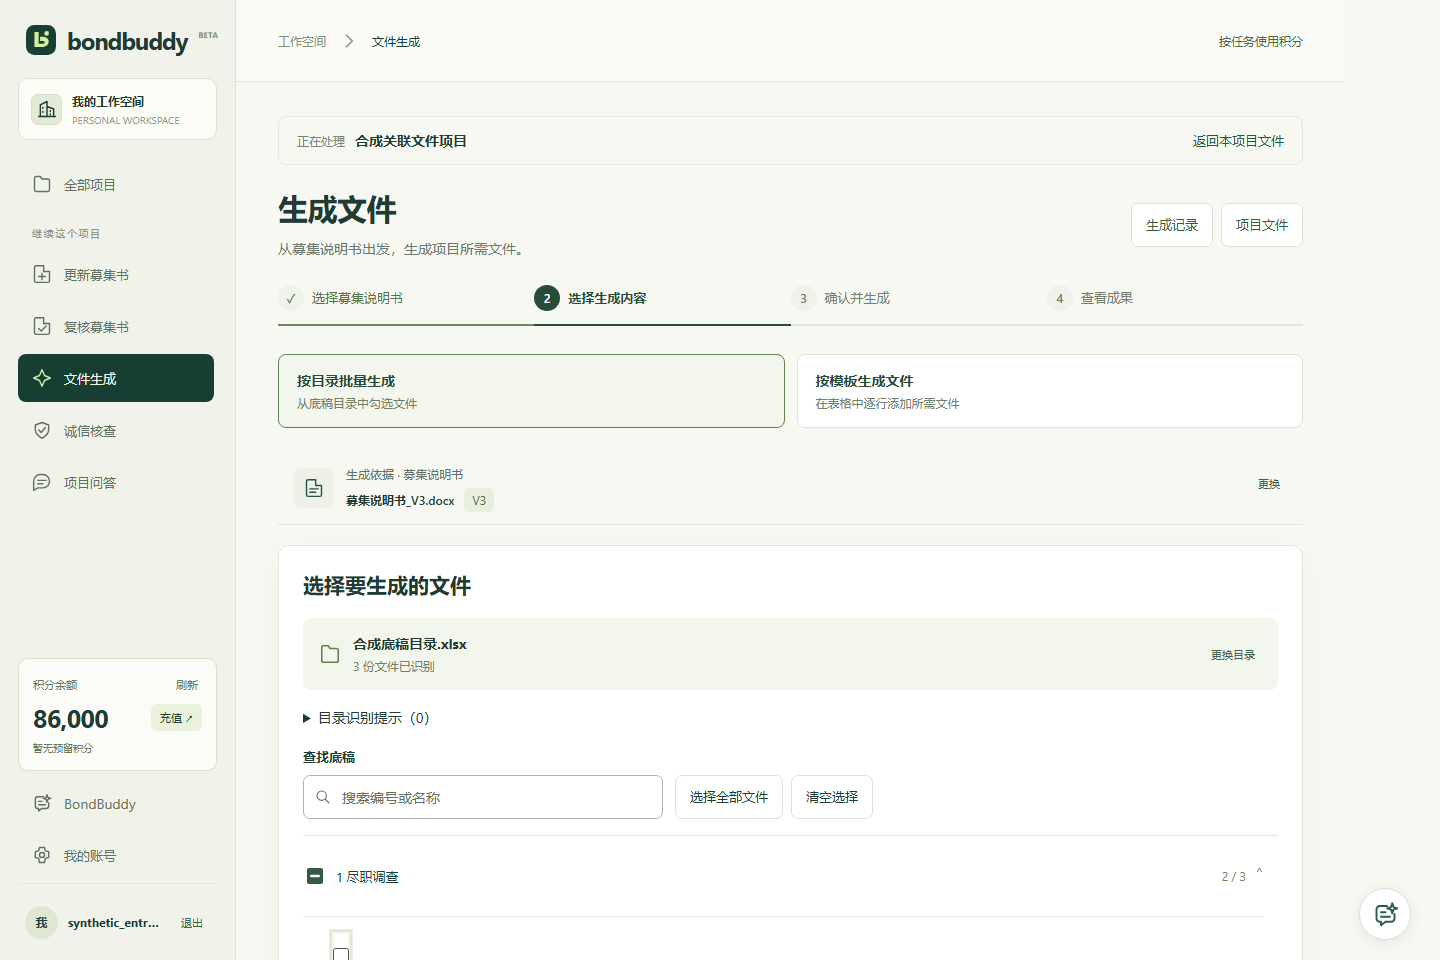 bondbuddy BETA
我的工作空间
PERSONAL WORKSPACE
全部项目
继续这个项目
更新募集书
复核募集书
文件生成
诚信核查
项目问答
积分余额 刷新
86,000 充值 ↗
暂无预留积分
BondBuddy
我的账号
我 synthetic_entr... 退出
工作空间 文件生成 按任务使用积分
正在处理 合成关联文件项目 返回本项目文件
生成文件
从募集说明书出发，生成项目所需文件。
生成记录 项目文件
✓ 选择募集说明书 2 选择生成内容 3 确认并生成 4 查看成果
按目录批量生成
从底稿目录中勾选文件
按模板生成文件
在表格中逐行添加所需文件
生成依据 · 募集说明书
募集说明书_V3.docx V3
更换
选择要生成的文件
合成底稿目录.xlsx
3 份文件已识别
更换目录
▶ 目录识别提示（0）
查找底稿
搜索编号或名称 选择全部文件 清空选择
1 尽职调查 2 / 3 ^